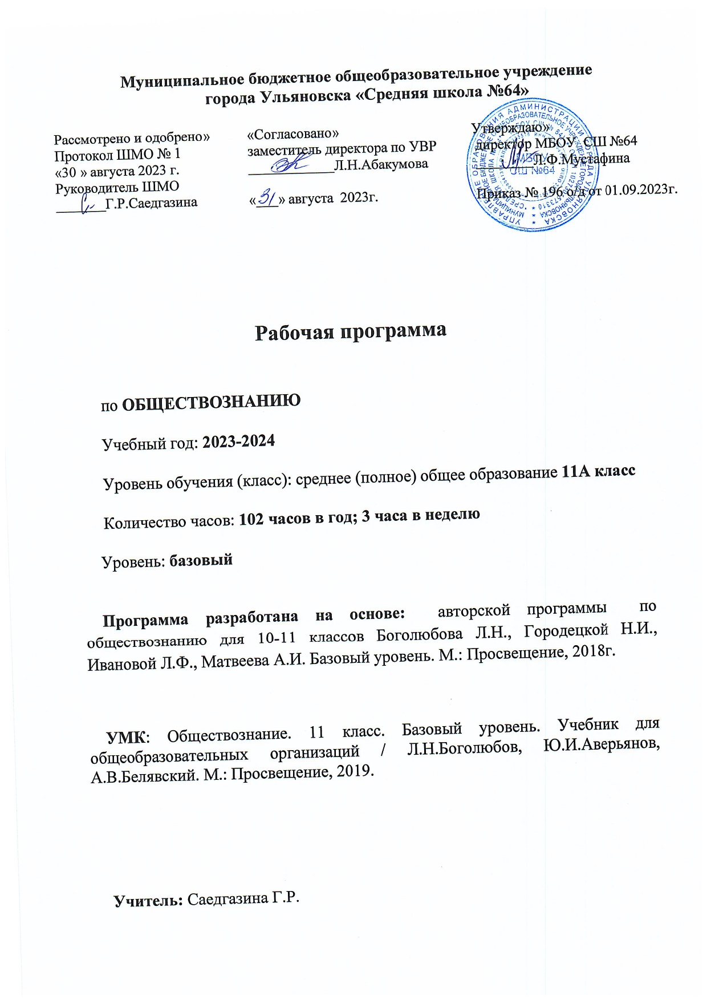 Муниципальное бюджетное общеобразовательное учреждение
города Ульяновска «Средняя школа №64»
Рассмотрено и одобрено»
Протокол ШМО № 1
«30 » августа 2023 г.
Руководитель ШМО
_______Г.Р.Саедгазина
«Согласовано»
заместитель директора по УВР
____________Л.Н.Абакумова
«31» августа 2023г.
Утверждаю»
директор МБОУ СШ №64
Л.Ф.Мустафина
Приказ № 196 о/д от 01.09.2023г.
МБОУ
СШ №64
Рабочая программа
по ОБЩЕСТВОЗНАНИЮ
Учебный год: 2023-2024
Уровень обучения (класс): среднее (полное) общее образование 11А класс
Количество часов: 102 часов в год; 3 часа в неделю
Уровень: базовый
Программа разработана на основе: авторской программы по
обществознанию для 10-11 классов Боголюбова Л.Н., Городецкой Н.И.,
Ивановой Л.Ф., Матвеева А.И. Базовый уровень. М.: Просвещение, 2018г.
УМК: Обществознание. 11 класс. Базовый уровень. Учебник для
общеобразовательных организаций / Л.Н.Боголюбов, Ю.И.Аверьянов,
А.В.Белявский. М.: Просвещение, 2019.
Учитель: Саедгазина Г.Р.